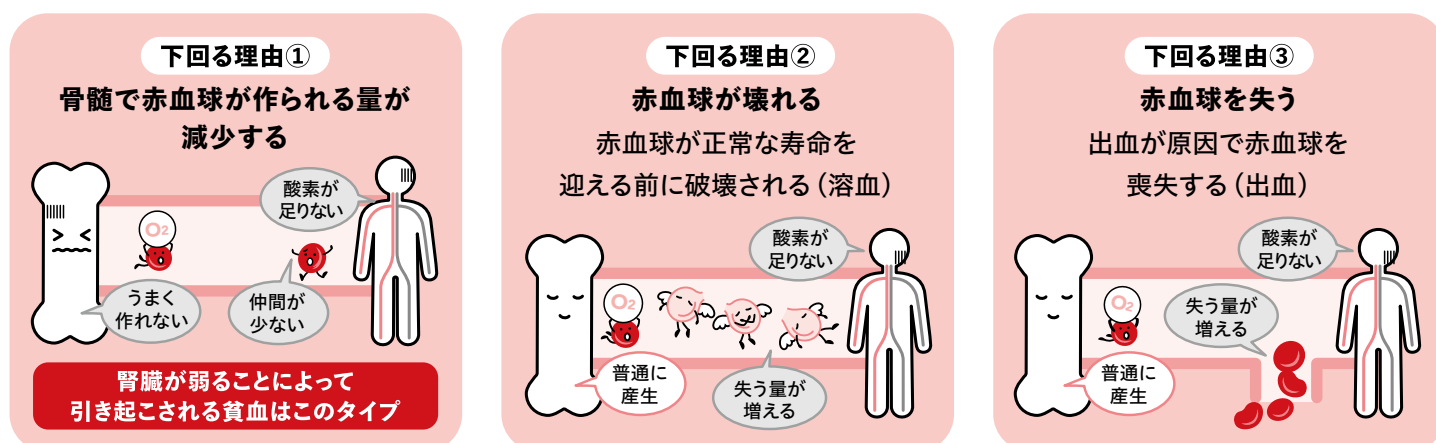 下回る理由①
骨髄で赤血球が作られる量が
減少する
酸素が
足りない
O₂
うまく
作れない
仲間が
少ない
腎臓が弱ることによって
引き起こされる貧血はこのタイプ
下回る理由②
赤血球が壊れる
赤血球が正常な寿命を
迎える前に破壊される(溶血)
酸素が
足りない
O₂
普通に
産生
失う量が
増える
下回る理由③
赤血球を失う
出血が原因で赤血球を
喪失する(出血)
酸素が
足りない
O₂
失う量が
増える
普通に
産生